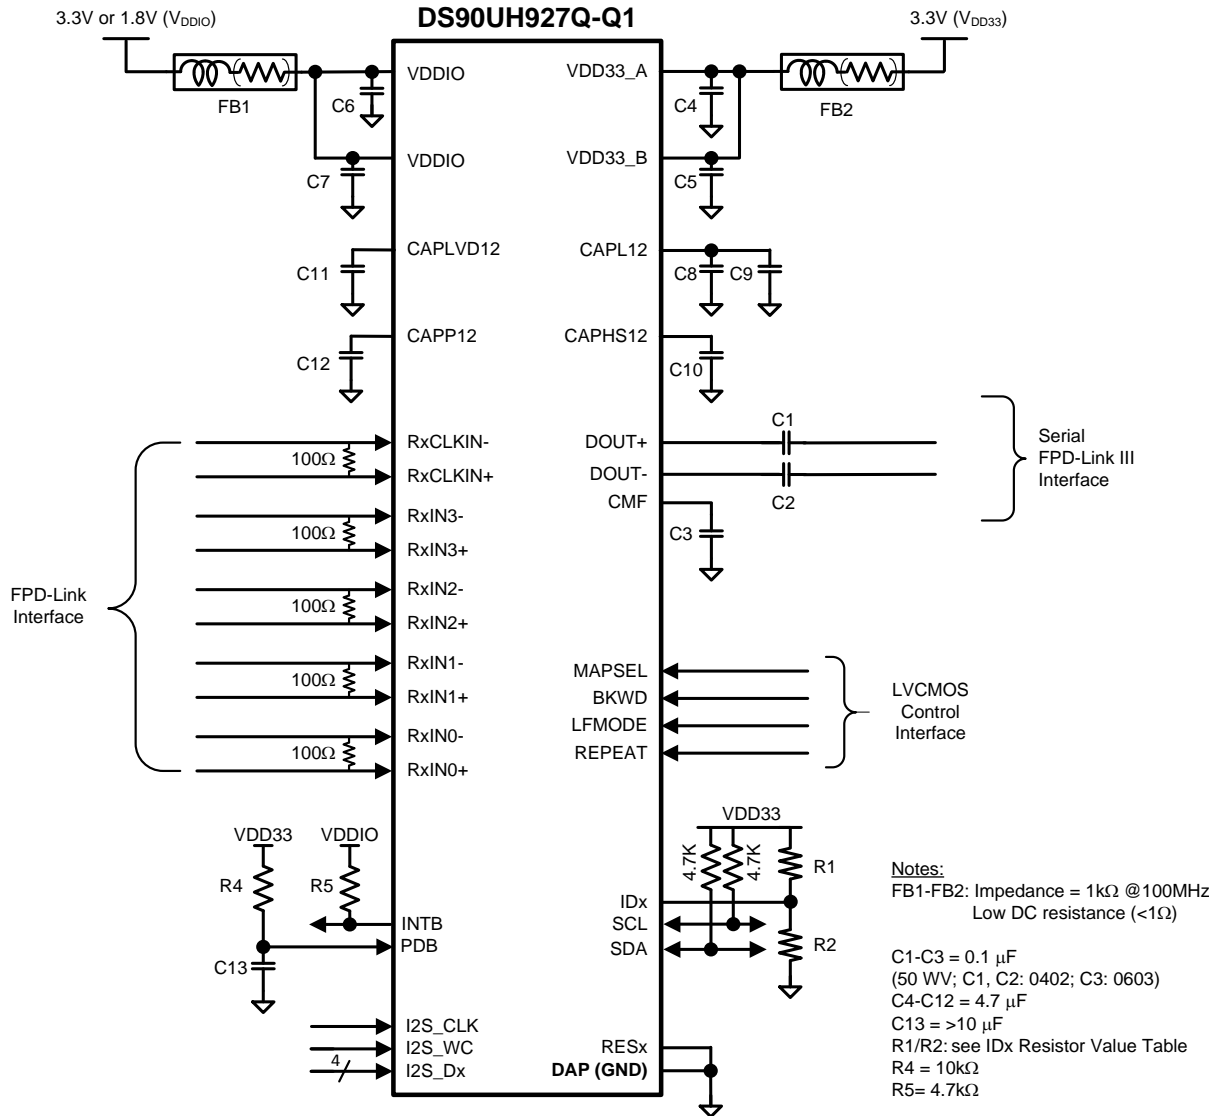 DS90UH927Q-Q1
3.3V or 1.8V (VDDIO)
3.3V (VDD33)
FB1
FB2
VDDIO
VDD33_A
C6
C4
VDDIO
VDD33_B
C7
C5
CAPLVD12
CAPL12
C11
C8
C9
CAPP12
CAPHS12
C12
C10
RxCLKIN-
100Ω
RxCLKIN+
RxIN3-
100Ω
RxIN3+
RxIN2-
100Ω
RxIN2+
RxIN1-
100Ω
RxIN1+
RxIN0-
100Ω
RxIN0+
FPD-Link
Interface
DOUT+
C1
DOUT-
C2
CMF
C3
Serial
FPD-Link III
Interface
MAPSEL
BKWD
LFMODE
REPEAT
LVCMOS
Control
Interface
VDD33
VDDIO
R4
R5
INTB
PDB
C13
VDD33
4.7K
4.7K
R1
IDx
SCL
SDA
R2
I2S_CLK
I2S_WC
4
I2S_Dx
RESx
DAP (GND)
Notes:
FB1-FB2: Impedance = 1kΩ @100MHz
Low DC resistance (<1Ω)
C1-C3 = 0.1 μF
(50 WV; C1, C2: 0402; C3: 0603)
C4-C12 = 4.7 μF
C13 = >10 μF
R1/R2: see IDx Resistor Value Table
R4 = 10kΩ
R5= 4.7kΩ